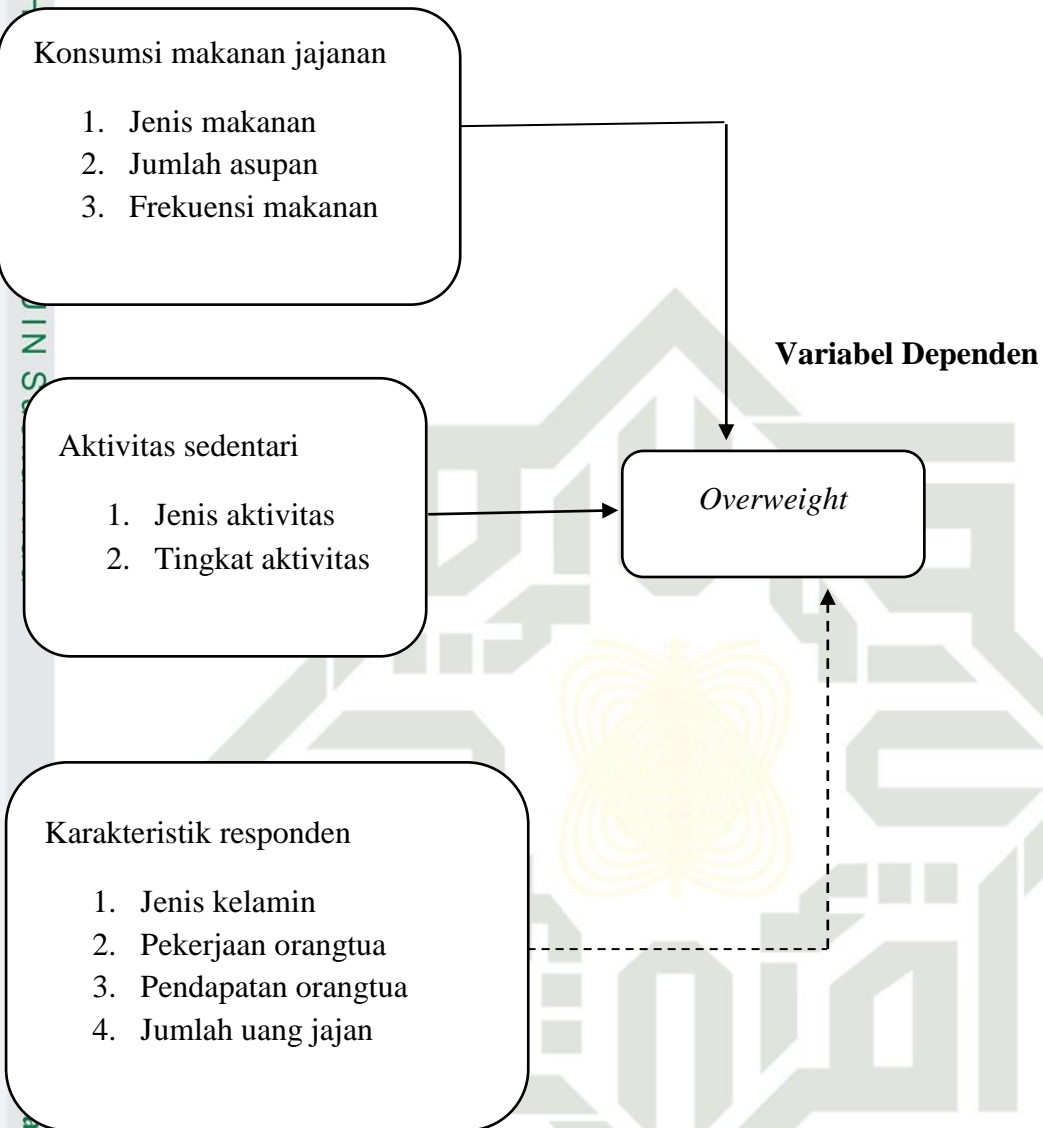 Konsumsi makanan jajanan
1. Jenis makanan
2. Jumlah asupan
3. Frekuensi makanan
Variabel Dependen
Aktivitas sedentari
1. Jenis aktivitas
2. Tingkat aktivitas
Overweight
Karakteristik responden
1. Jenis kelamin
2. Pekerjaan orangtua
3. Pendapatan orangtua
4. Jumlah uang jajan
UIN